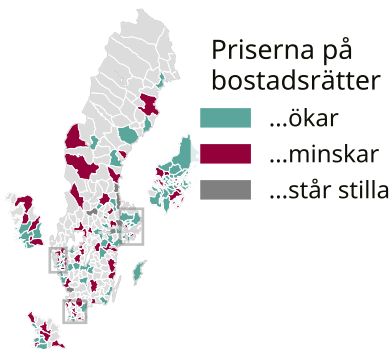 Priserna på
bostadsrätter
...ökar
...minskar
...står stilla